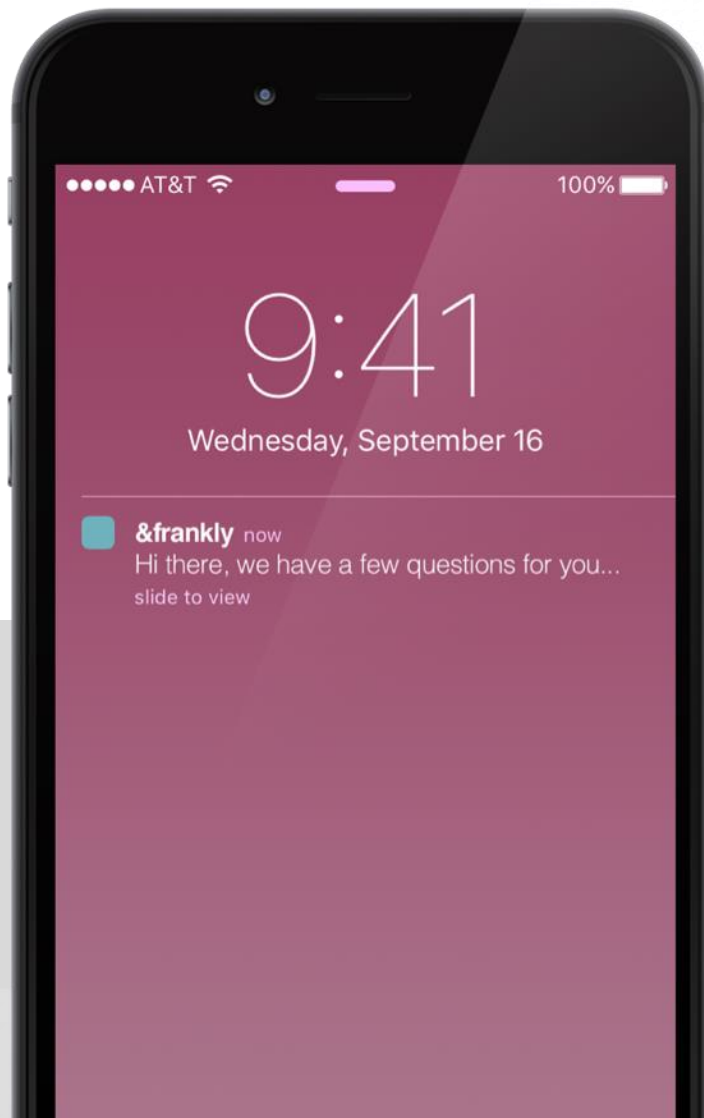 AT&T 100%
9:41
Wednesday, September 16
&frankly now
Hi there, we have a few questions for you...
slide to view